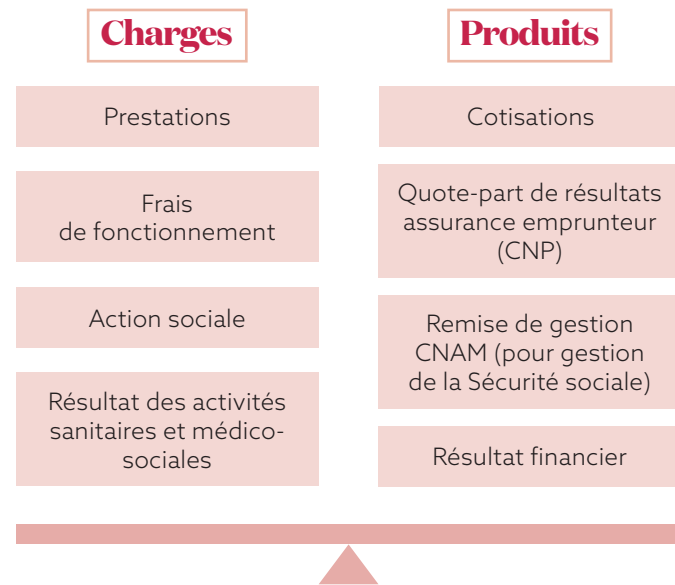 Charges
Prestations
Frais
de fonctionnement
Action sociale
Résultat des activités
sanitaires et médico-
sociales
Produits
Cotisations
Quote-part de résultats
assurance emprunteur
(CNP)
Remise de gestion
CNAM (pour gestion
de la Sécurité sociale)
Résultat financier